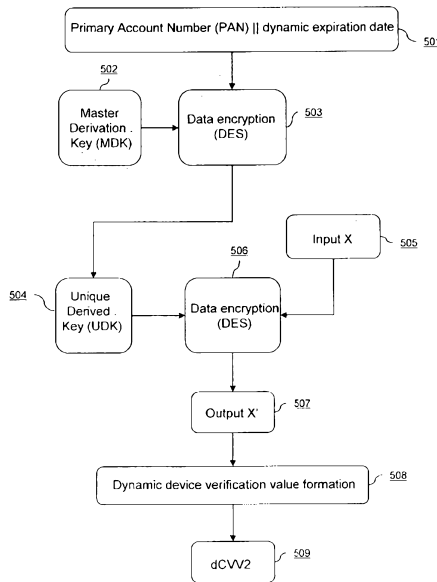 Primary Account Number (PAN) || dynamic expiration date
501
502
Master
Derivation .
Key (MDK)
Data encryption
(DES)
503
Input X
505
506
504
Unique
Derived .
Key (UDK)
Data encryption
(DES)
Output X'
507
Dynamic device verification value formation
508
dCVV2
509